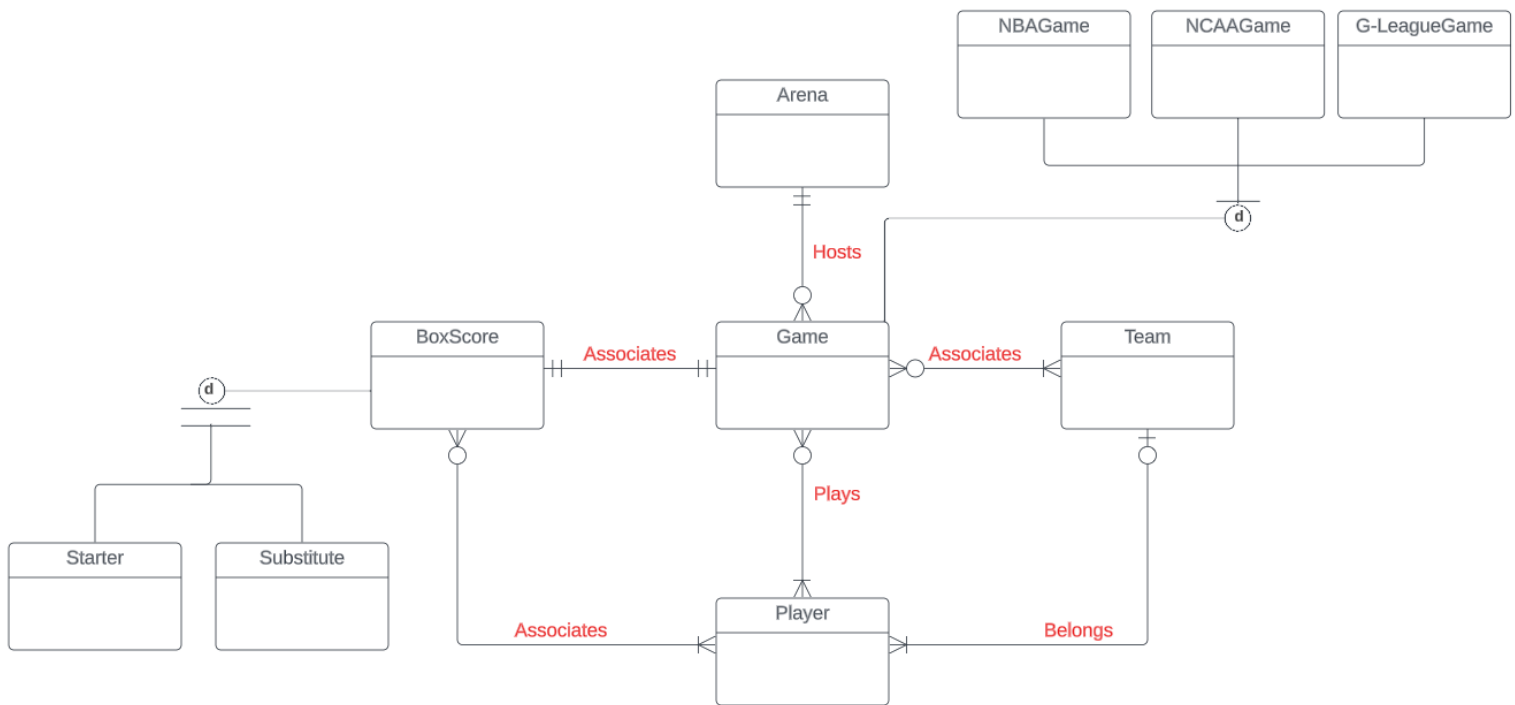 NBAGame
NCAAGame
G-LeagueGame
Arena
d
Hosts
BoxScore
Associates
Game
Associates
Team
d
Plays
Starter
Substitute
Associates
Player
Belongs